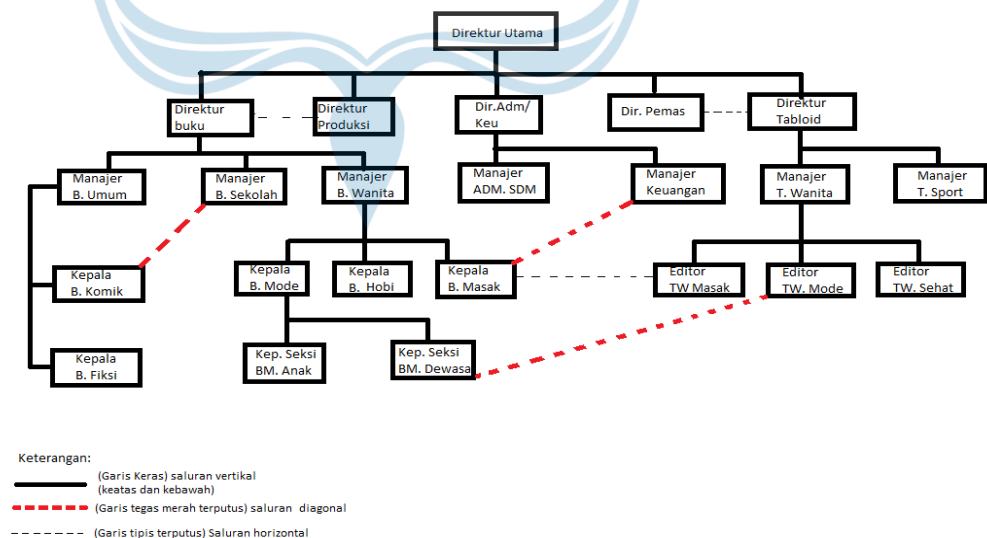 Direktur Utama
Direktur
buku
Direktur
Produksi
Dir.Adm/
Keu
Dir. Pemas
Direktur
Tabloid
Manajer
B. Umum
Manajer
B. Sekolah
Manajer
B. Wanita
Manajer
ADM. SDM
Manajer
Keuangan
Manajer
T. Wanita
Manajer
T. Sport
Kepala
B. Komik
Kepala
B. Mode
Kepala
B. Hobi
Kepala
B. Masak
Editor
TW Masak
Editor
TW. Mode
Editor
TW. Sehat
Kepala
B. Fiksi
Kep. Seksi
BM. Anak
Kep. Seksi
BM. Dewasa
Keterangan:
(Garis Keras) saluran vertikal
(keatas dan kebawah)
(Garis tegas merah terputus) saluran diagonal
(Garis tipis terputus) Saluran horizontal